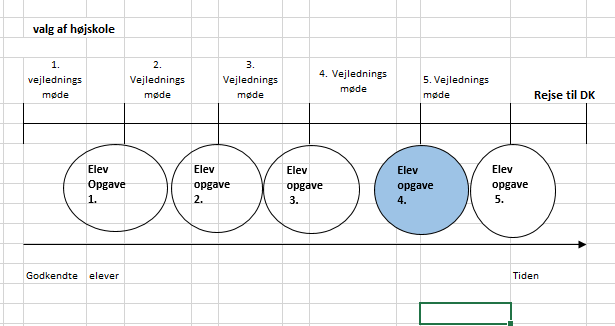 valg af højskole
1.
vejlednings
møde
2.
Vejlednings
møde
3.
Vejlednings
møde
4. Vejlednings
møde
5. Vejlednings
møde
Rejse til DK
Elev
Opgave
1.
Elev
opgave
2.
Elev
opgave
3.
Elev
opgave
4.
Elev
opgave
5.
Godkendte elever
Tiden